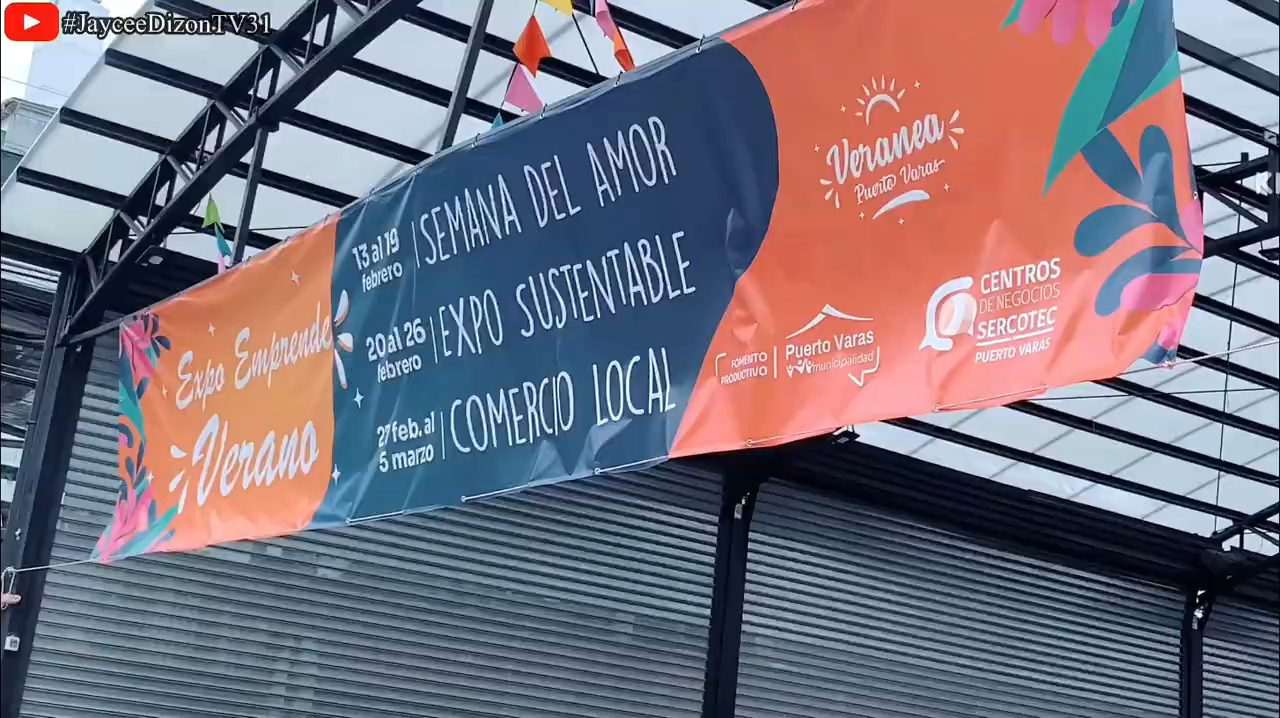 #JayceeDizonTV31
Expo Emprende
Verano
13 al 19
febrero
SEMANA DEL AMOR
20 al 26
febrero
EXPO SUSTENTABLE
27 feb. al
5 marzo
COMERCIO LOCAL
Veranea
Puerto Varas
FOMENTO
PRODUCTIVO
Puerto Varas
municipalidad
CENTROS
DE NEGOCIOS
SERCOTEC
PUERTO VARAS